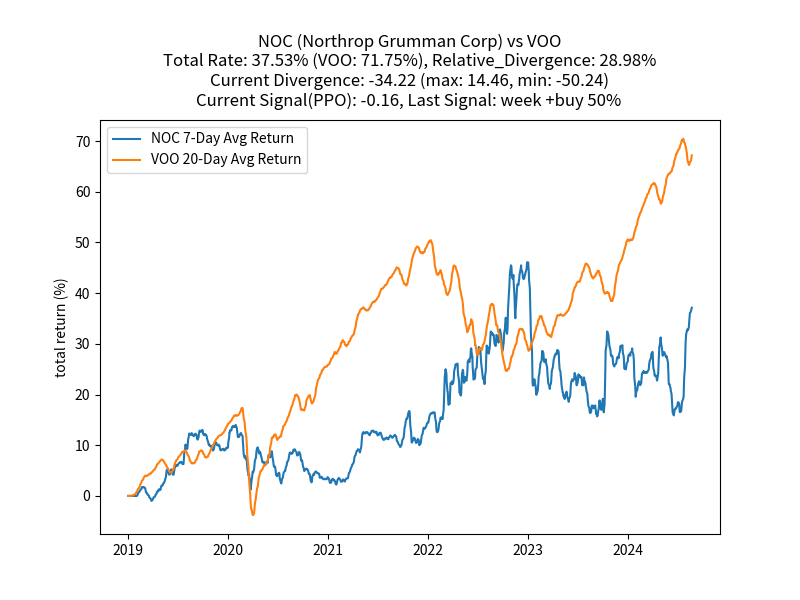 NOC (Northrop Grumman Corp) vs VOO
Total Rate: 37.53% (VOO: 71.75%), Relative_Divergence: 28.98%
Current Divergence: -34.22 (max: 14.46, min: -50.24)
Current Signal(PPO): -0.16, Last Signal: week +buy 50%
NOC 7-Day Avg Return
VOO 20-Day Avg Return
total return (%)
70
60
50
40
30
20
10
0
2019 2020 2021 2022 2023 2024